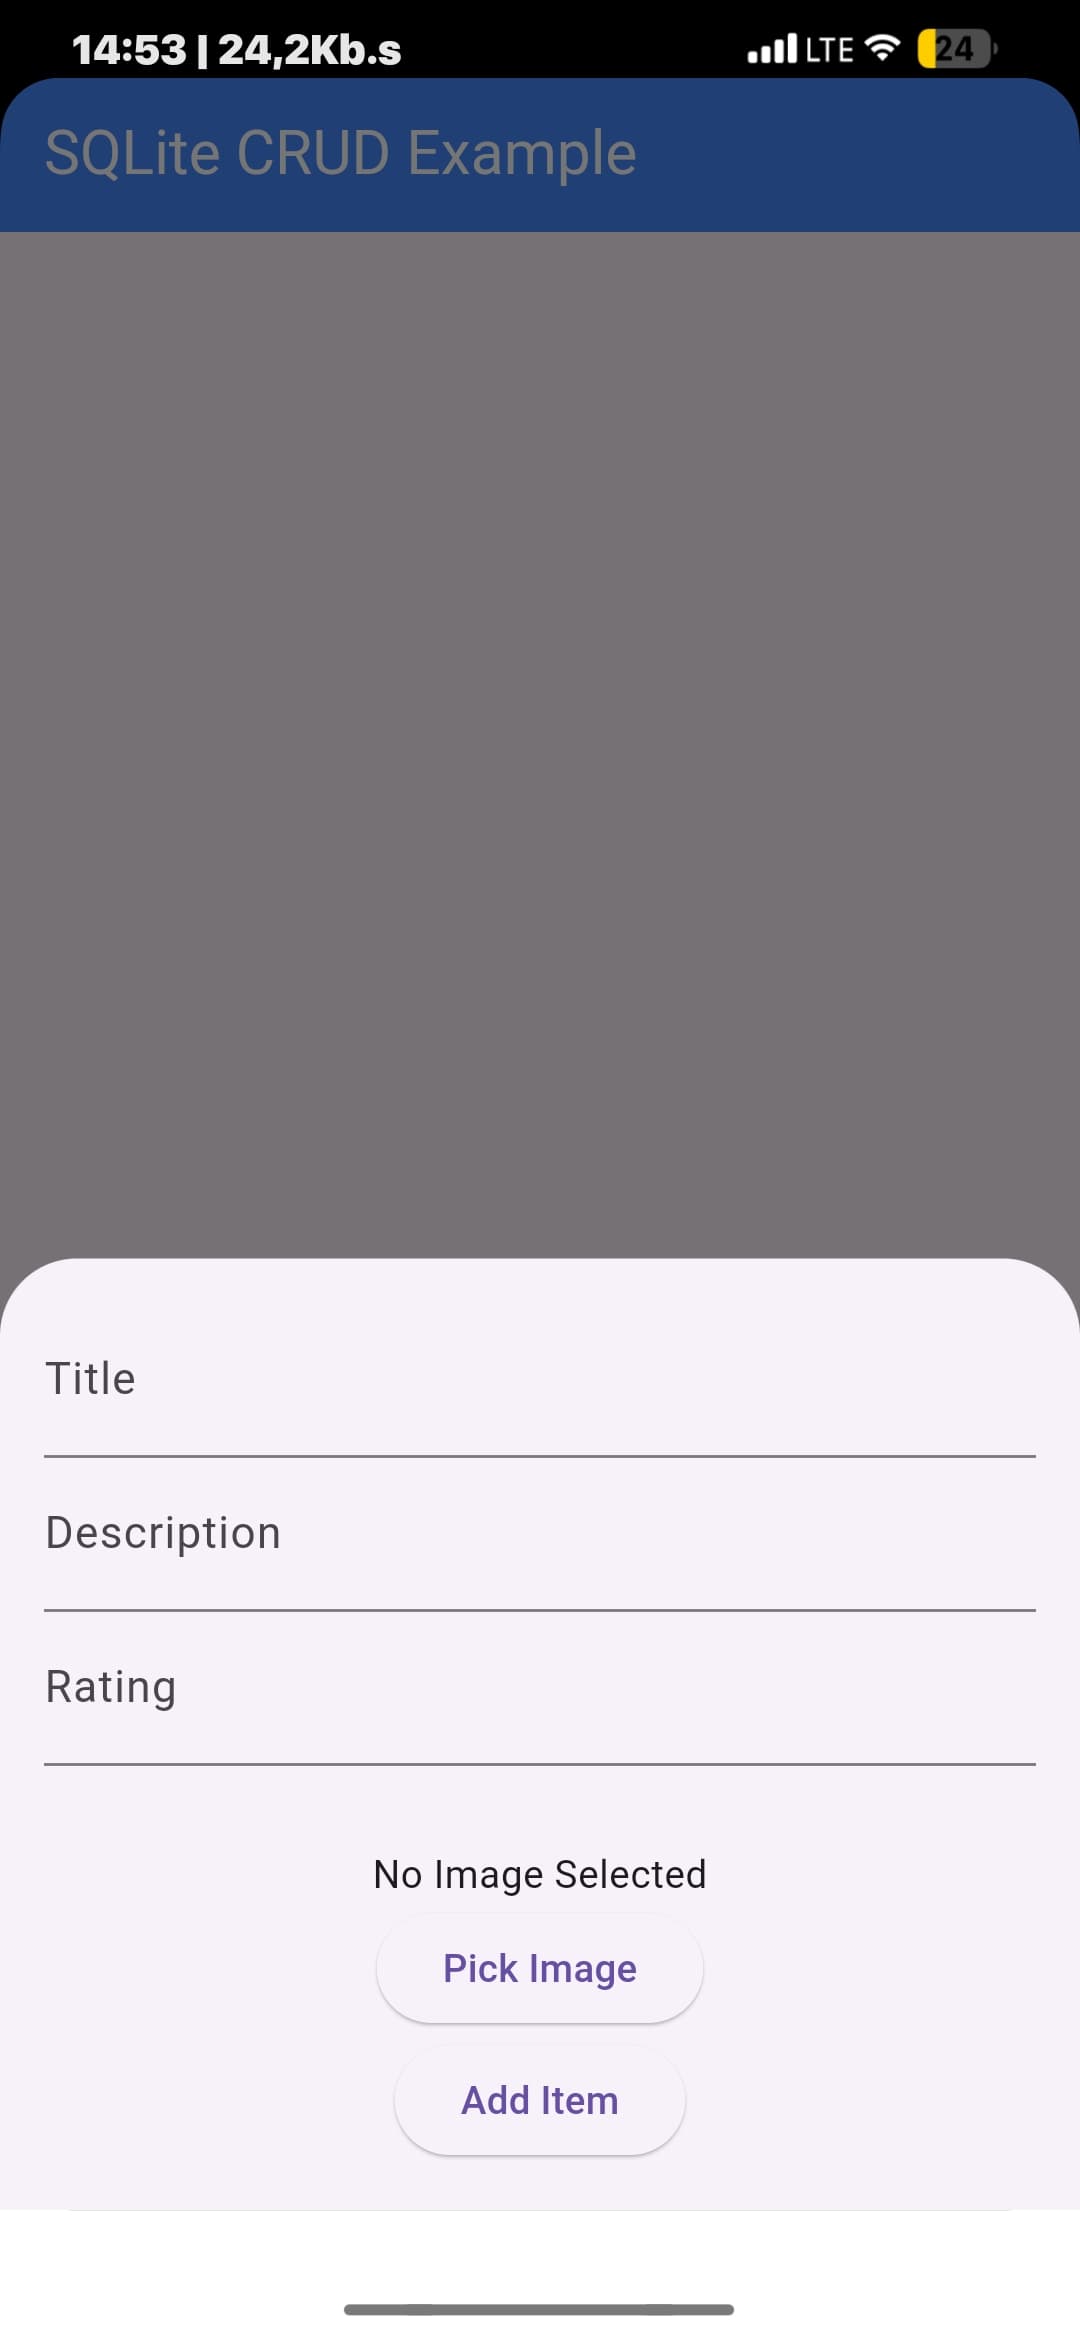 14:53 | 24,2Kb.s LTE 24
SQLite CRUD Example
Title
Description
Rating
No Image Selected
Pick Image
Add Item